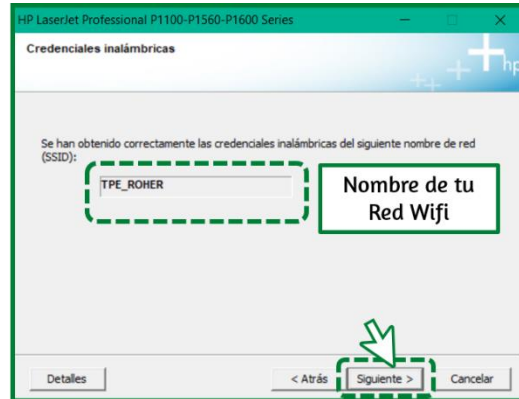 HP LaserJet Professional P1100-P1560-P1600 Series
Credenciales inalámbricas
hp
Se han obtenido correctamente las credenciales inalámbricas del siguiente nombre de red
(SSID):
TPE_ROHER
Nombre de tu
Red Wifi
Detalles
< Atrás
Siguiente >
Cancelar